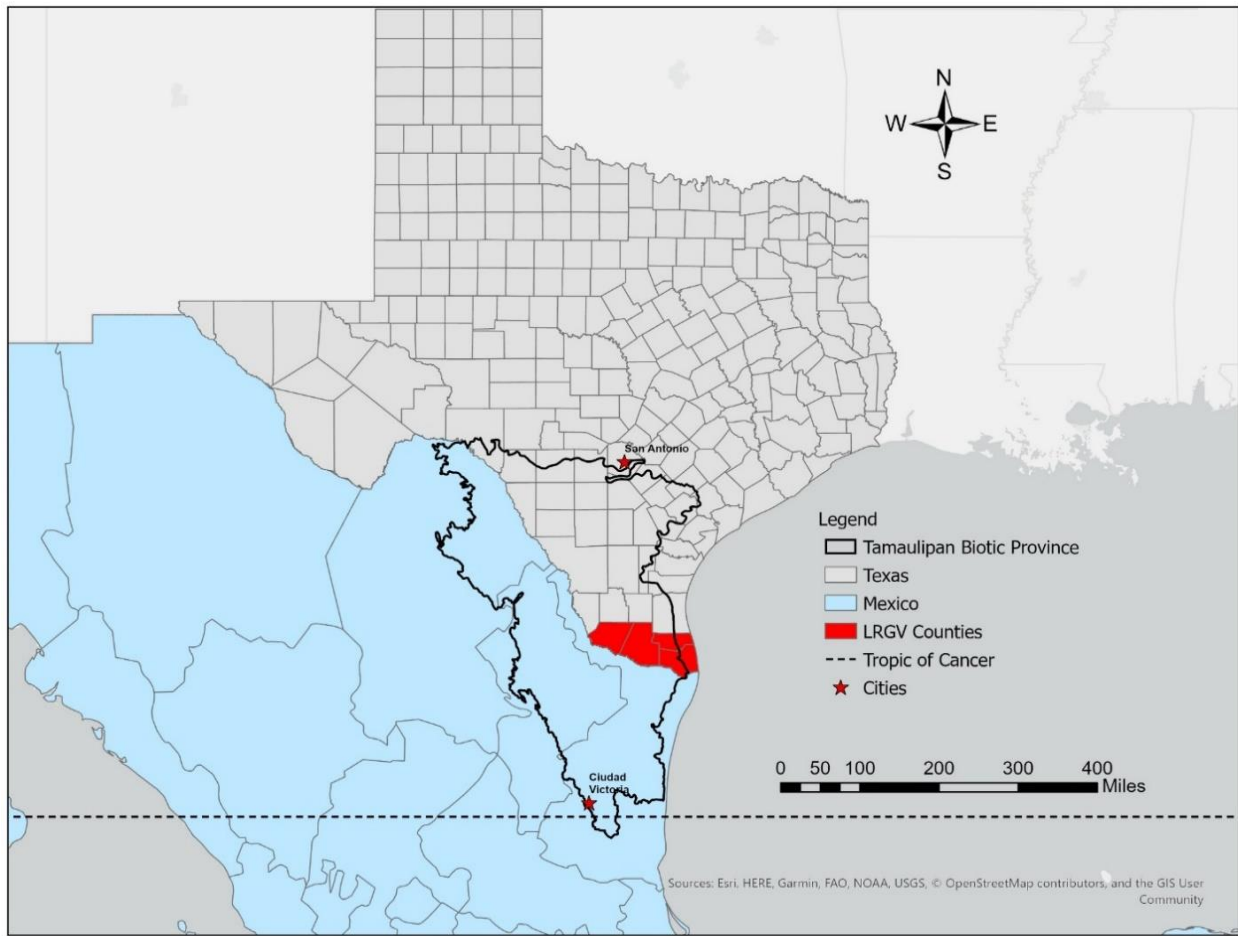 N
W E
S
San Antonio
Legend
Tamaulipan Biotic Province
Texas
Mexico
LRGV Counties
Tropic of Cancer
Cities
0 50 100 200 300 400
Miles
Ciudad
Victoria
Sources: Esri, HERE, Garmin, FAO, NOAA, USGS, © OpenStreetMap contributors, and the GIS User
Community